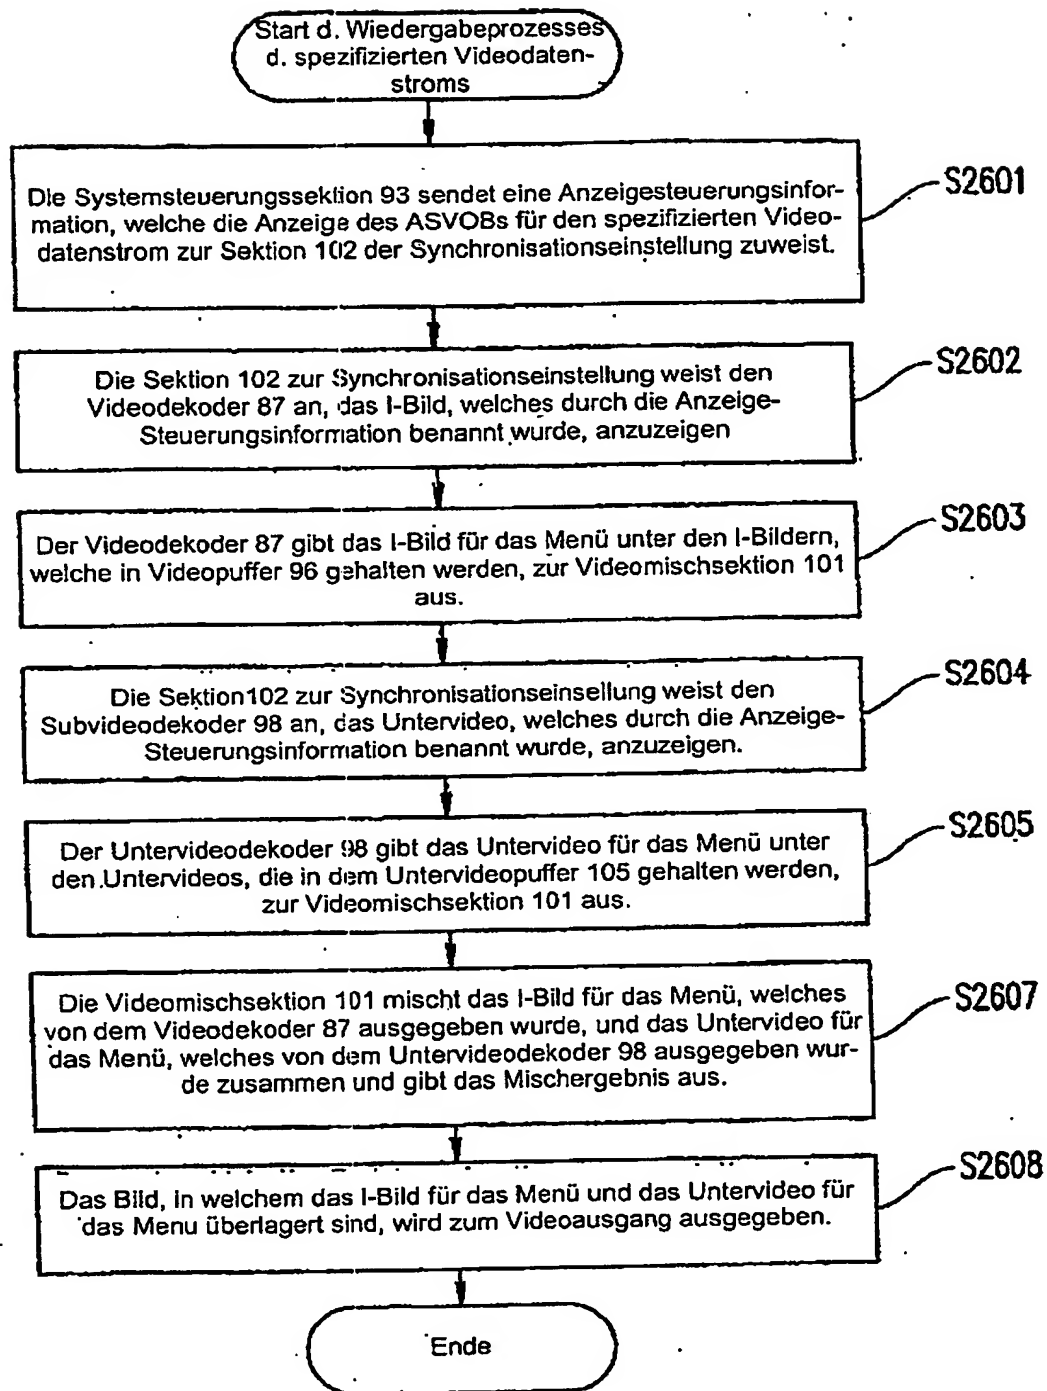 Start d. Wiedergabeprozesses
d. spezifizierten Videodaten-
stroms
Die Systemsteuerungssektion 93 sendet eine Anzeigesteuerungsinfor-
mation, welche die Anzeige des ASVOBs für den spezifizierten Video-
datenstrom zur Sektion 102 der Synchronisationseinstellung zuweist.
S2601
Die Sektion 102 zur Synchronisationseinstellung weist den
Videodekoder 87 an, das I-Bild, welches durch die Anzeige-
Steuerungsinformation benannt wurde, anzuzeigen
S2602
Der Videodekoder 87 gibt das I-Bild für das Menü unter den I-Bildern,
welche in Videopuffer 96 gehalten werden, zur Videomischsektion 101
aus.
S2603
Die Sektion102 zur Synchronisationseinsellung weist den
Subvideodekoder 98 an, das Untervideo, welches durch die Anzeige-
Steuerungsinformation benannt wurde, anzuzeigen.
S2604
Der Untervideodekoder 98 gibt das Untervideo für das Menü unter
den Untervideos, die in dem Untervideopuffer 105 gehalten werden,
zur Videomischsektion 101 aus.
S2605
Die Videomischsektion 101 mischt das I-Bild für das Menü, welches
von dem Videodekoder 87 ausgegeben wurde, und das Untervideo für
das Menü, welches von dem Untervideodekoder 98 ausgegeben wur-
de zusammen und gibt das Mischergebnis aus.
S2607
Das Bild, in welchem das I-Bild für das Menü und das Untervideo für
das Menu überlagert sind, wird zum Videoausgang ausgegeben.
S2608
Ende